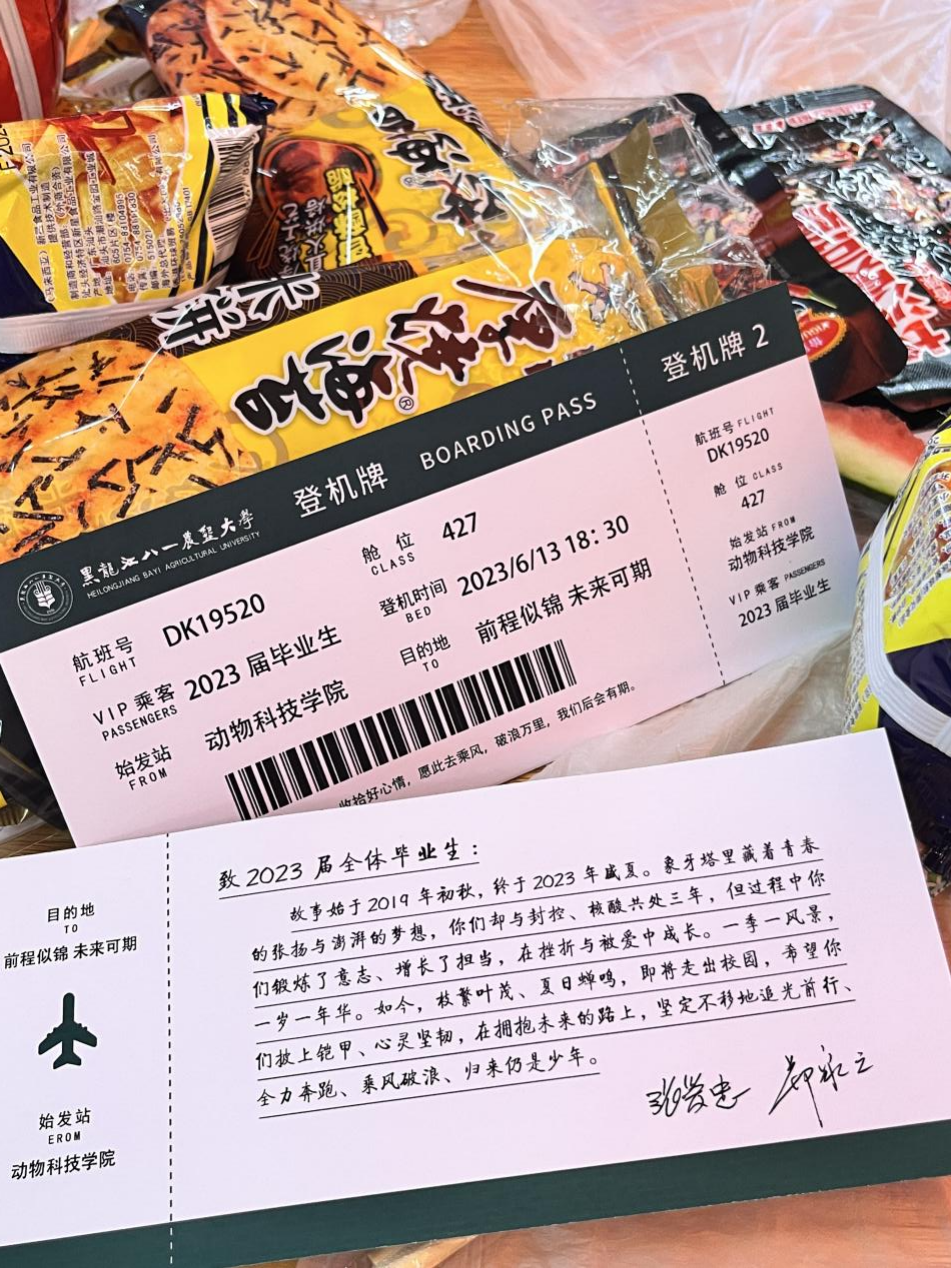 厚烧海苔
米饼
登机牌 2
登机牌 BOARDING PASS
黑龍江八一農墾大學
HEILONGJIANG BAYI AGRICULTURAL UNIVERSITY
航班号 DK19520
FLIGHT
舱 位 427
CLASS
VIP 乘客 2023 届毕业生
PASSENGERS
登机时间 2023/6/13 18: 30
BED
始发站 动物科技学院
FROM
目的地 前程似锦 未来可期
TO
收拾好心情，愿此去乘风，破浪万里，我们后会有期。
航班号 FLIGHT
DK19520
舱 位 CLASS
427
始发站 FROM
动物科技学院
VIP 乘客 PASSENGERS
2023 届毕业生
目的地
TO
前程似锦 未来可期
始发站
EROM
动物科技学院
致 2023 届全体毕业生：
故事始于 2019 年初秋，终于 2023 年盛夏。象牙塔里藏着青春
的张扬与澎湃的梦想，你们却与封控、核酸共处三年，但过程中你
们锻炼了意志、增长了担当，在挫折与被爱中成长。一季一风景，
一岁一年华。如今，枝繁叶茂、夏日蝉鸣，即将走出校园，希望你
们披上铠甲、心灵坚韧，在拥抱未来的路上，坚定不移地追光前行、
全力奔跑、乘风破浪、归来仍是少年。